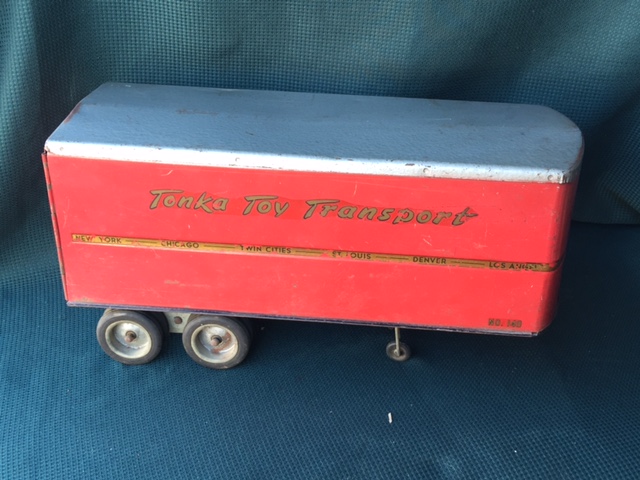 Tonka Toy Transport
NEW YORK CHICAGO TWIN CITIES ST. LOUIS DENVER LOS ANGELES
NO. 140